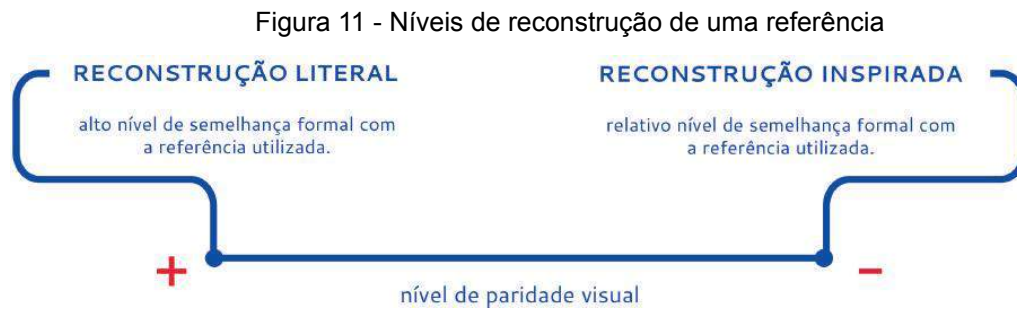 Figura 11 - Níveis de reconstrução de uma referência
RECONSTRUÇÃO LITERAL
alto nível de semelhança formal com
a referência utilizada.
RECONSTRUÇÃO INSPIRADA
relativo nível de semelhança formal com
a referência utilizada.
+
-
nível de paridade visual